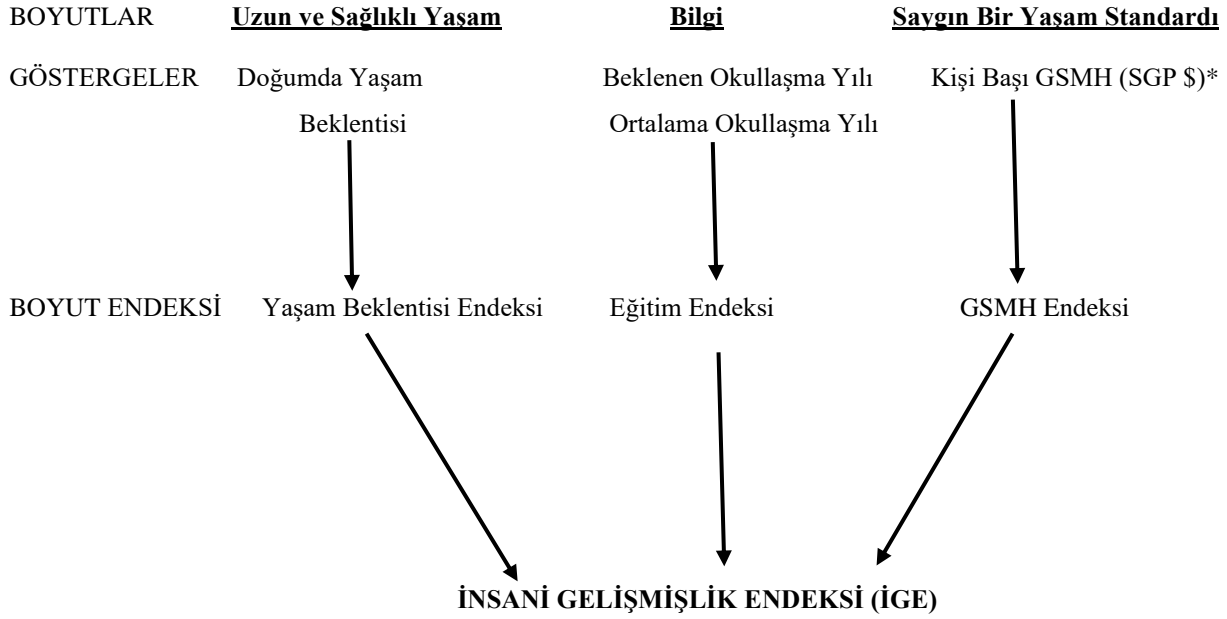 BOYUTLAR Uzun ve Sağlıklı Yaşam Bilgi Saygın Bir Yaşam Standardı
GÖSTERGELER Doğumda Yaşam Beklenen Okullaşma Yılı Kişi Başı GSMH (SGP $)*
Beklentisi Ortalama Okullaşma Yılı
BOYUT ENDEKSİ Yaşam Beklentisi Endeksi Eğitim Endeksi GSMH Endeksi
İNSANİ GELİŞMİŞLİK ENDEKSİ (İGE)